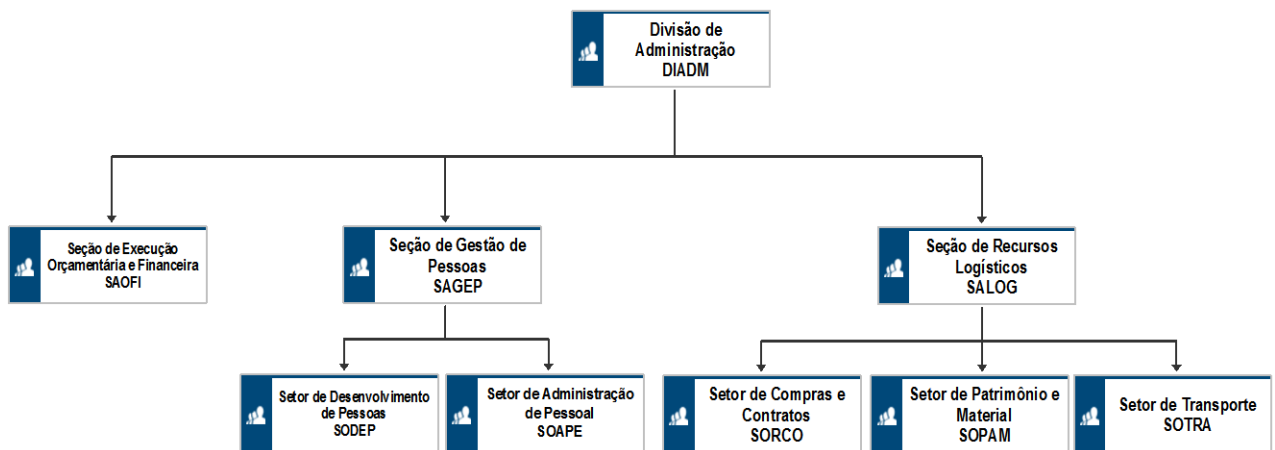 Divisão de
Administração
DIADM
Seção de Execução
Orçamentária e Financeira
SAOFI
Seção de Gestão de
Pessoas
SAGEP
Seção de Recursos
Logísticos
SALOG
Setor de Desenvolvimento
de Pessoas
SODEP
Setor de Administração
de Pessoal
SOAPE
Setor de Compras e
Contratos
SORCO
Setor de Patrimônio e
Material
SOPAM
Setor de Transporte
SOTRA